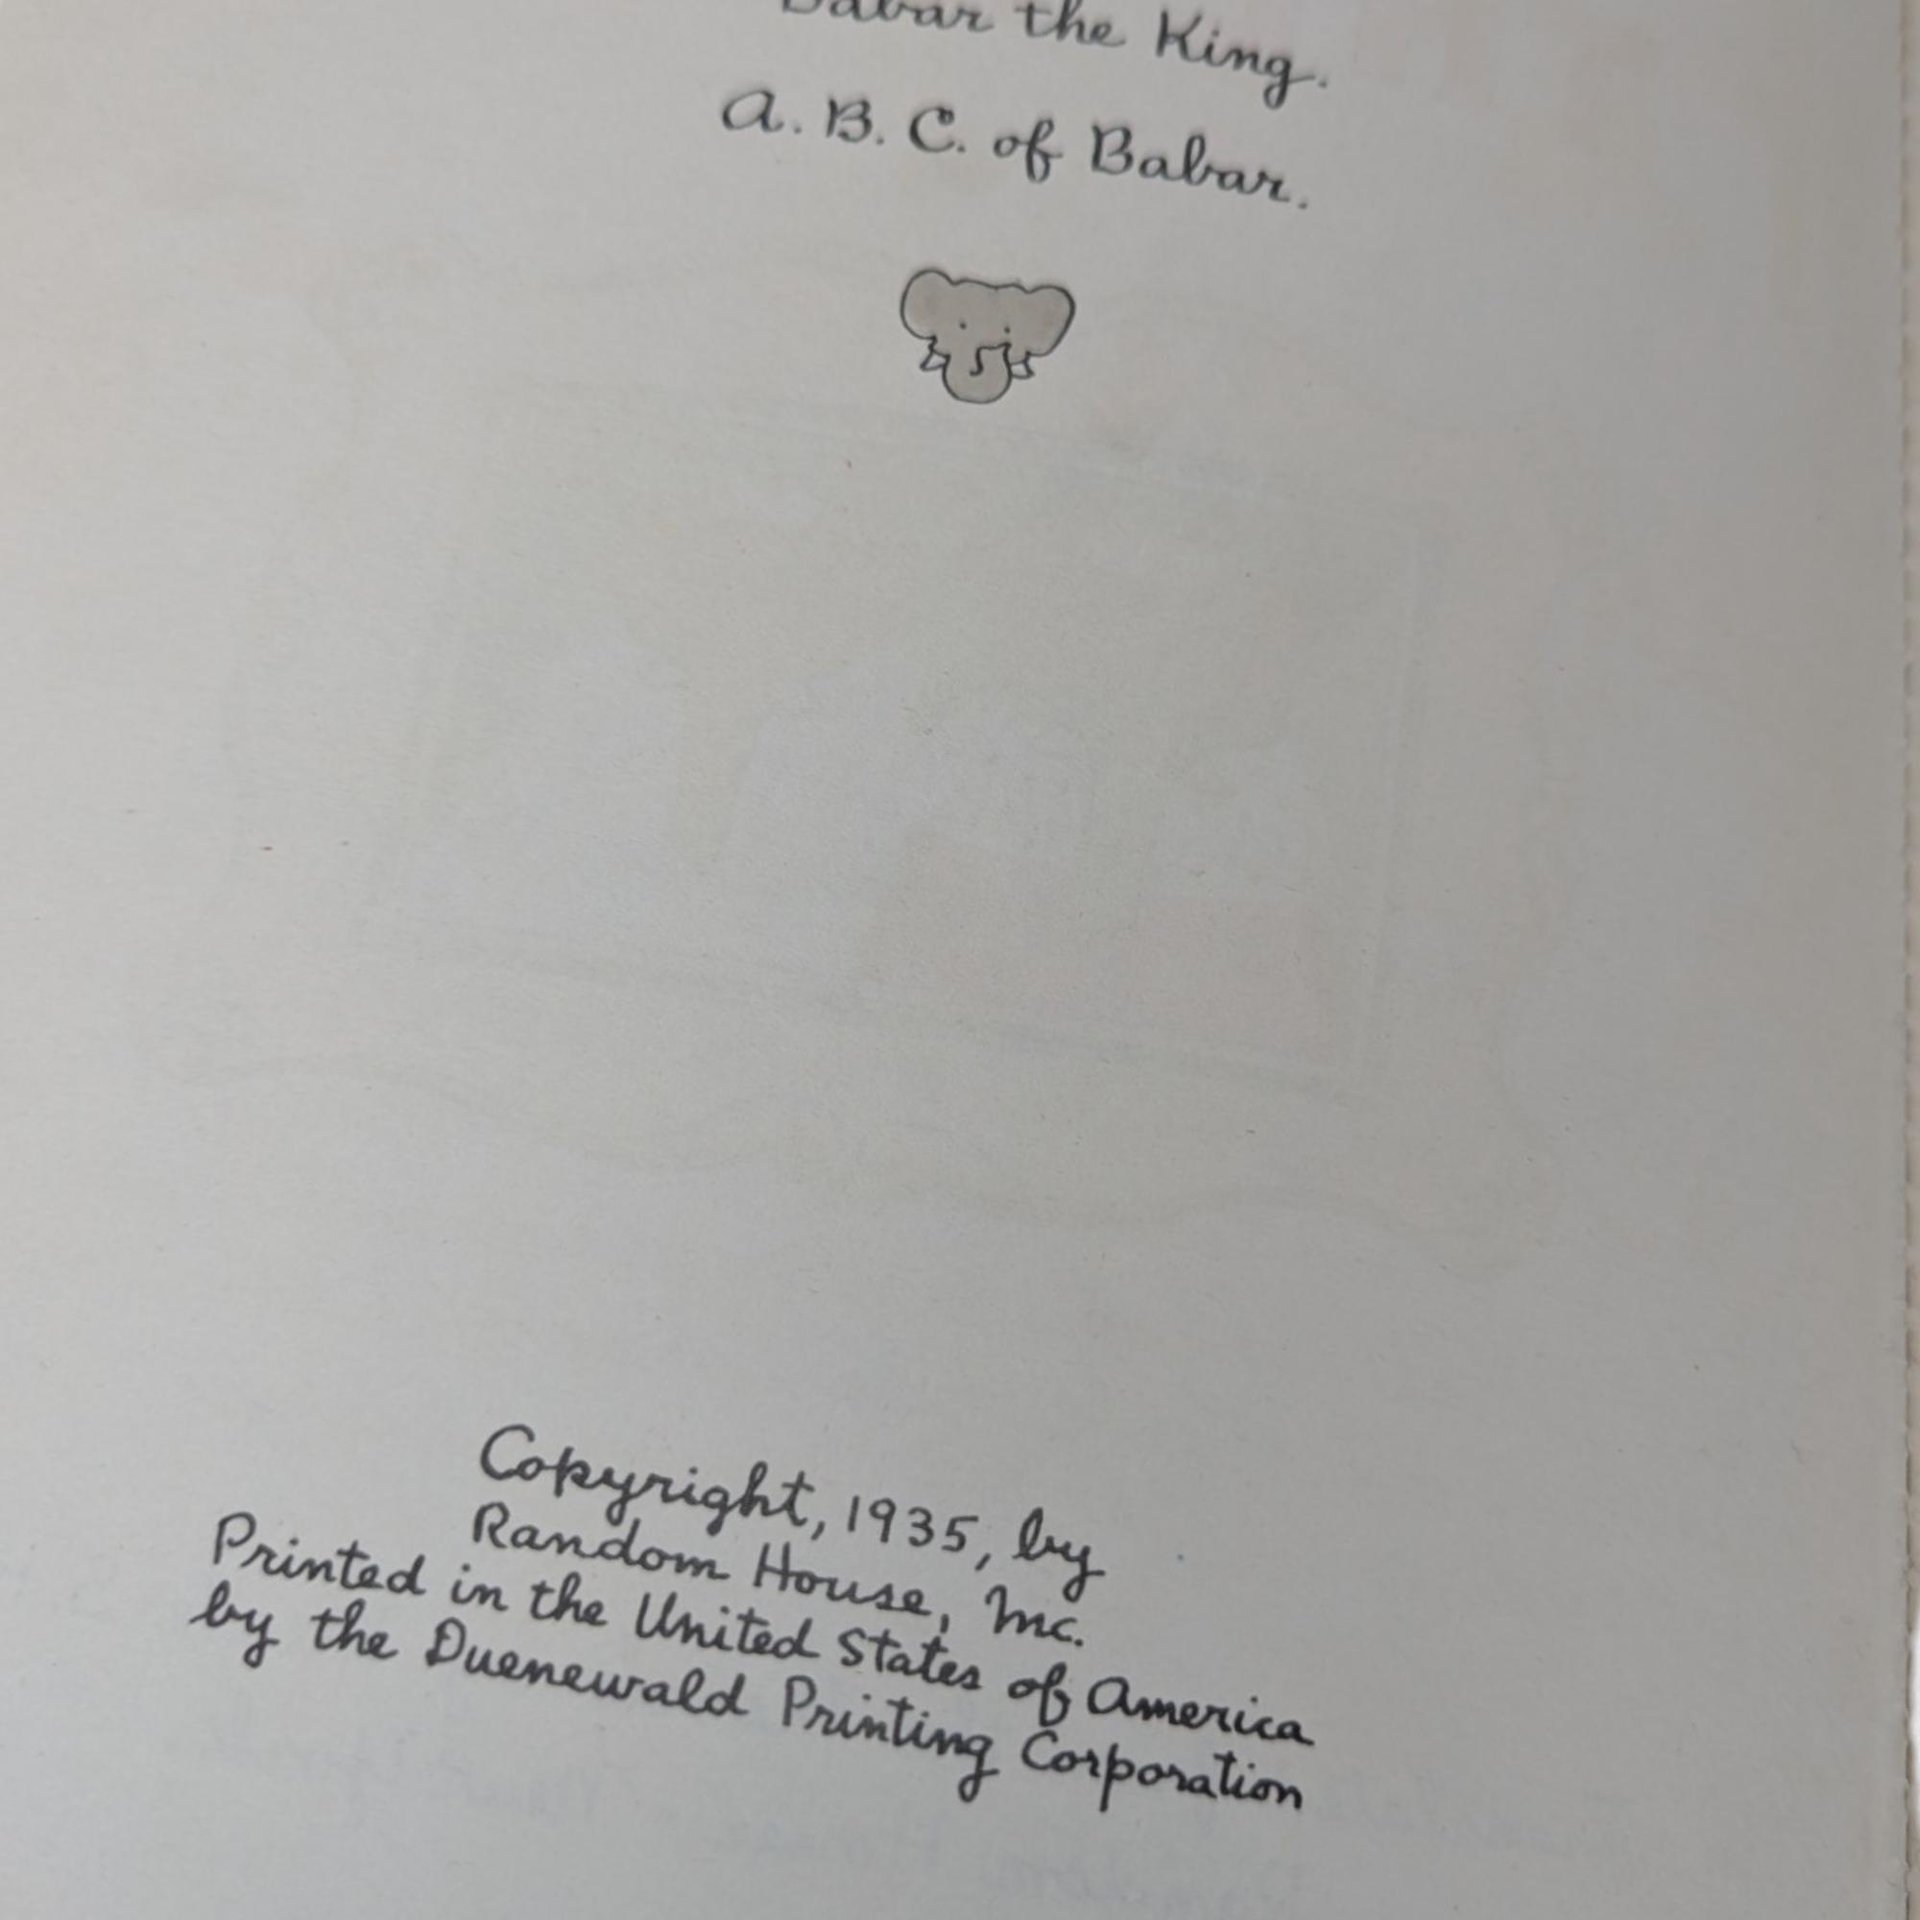 Babar the King.
A. B. C. of Babar.
Copyright, 1935, by
Random House, Inc.
Printed in the United States of America
by the Duenewald Printing Corporation